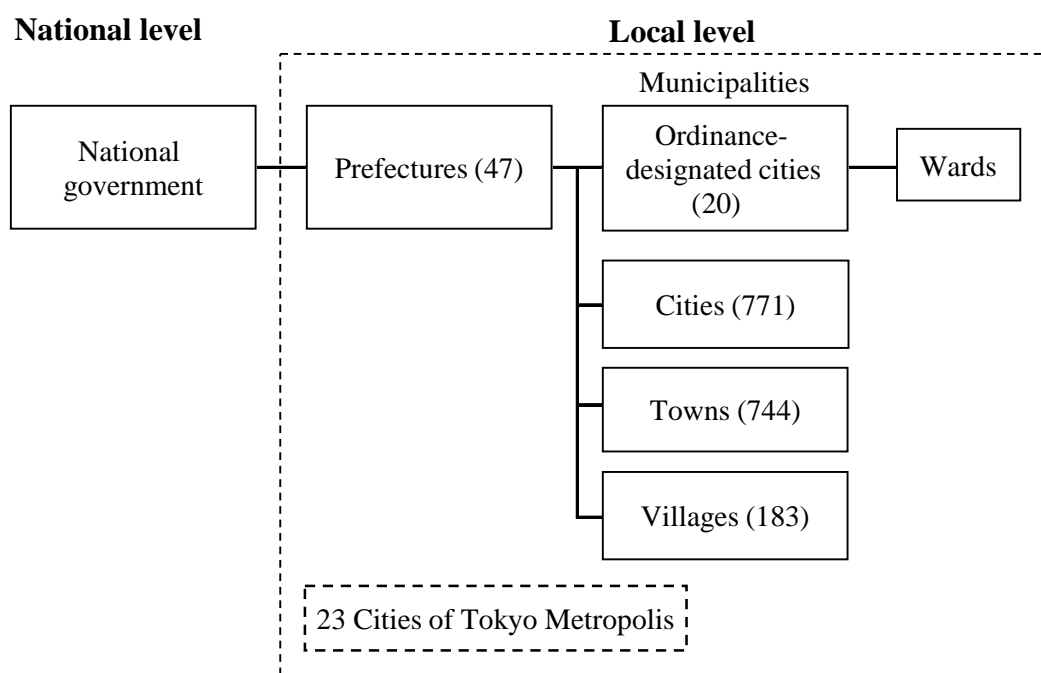 National level
Local level
Municipalities
National
government
Prefectures (47)
Ordinance-
designated cities
(20)
Wards
Cities (771)
Towns (744)
Villages (183)
23 Cities of Tokyo Metropolis